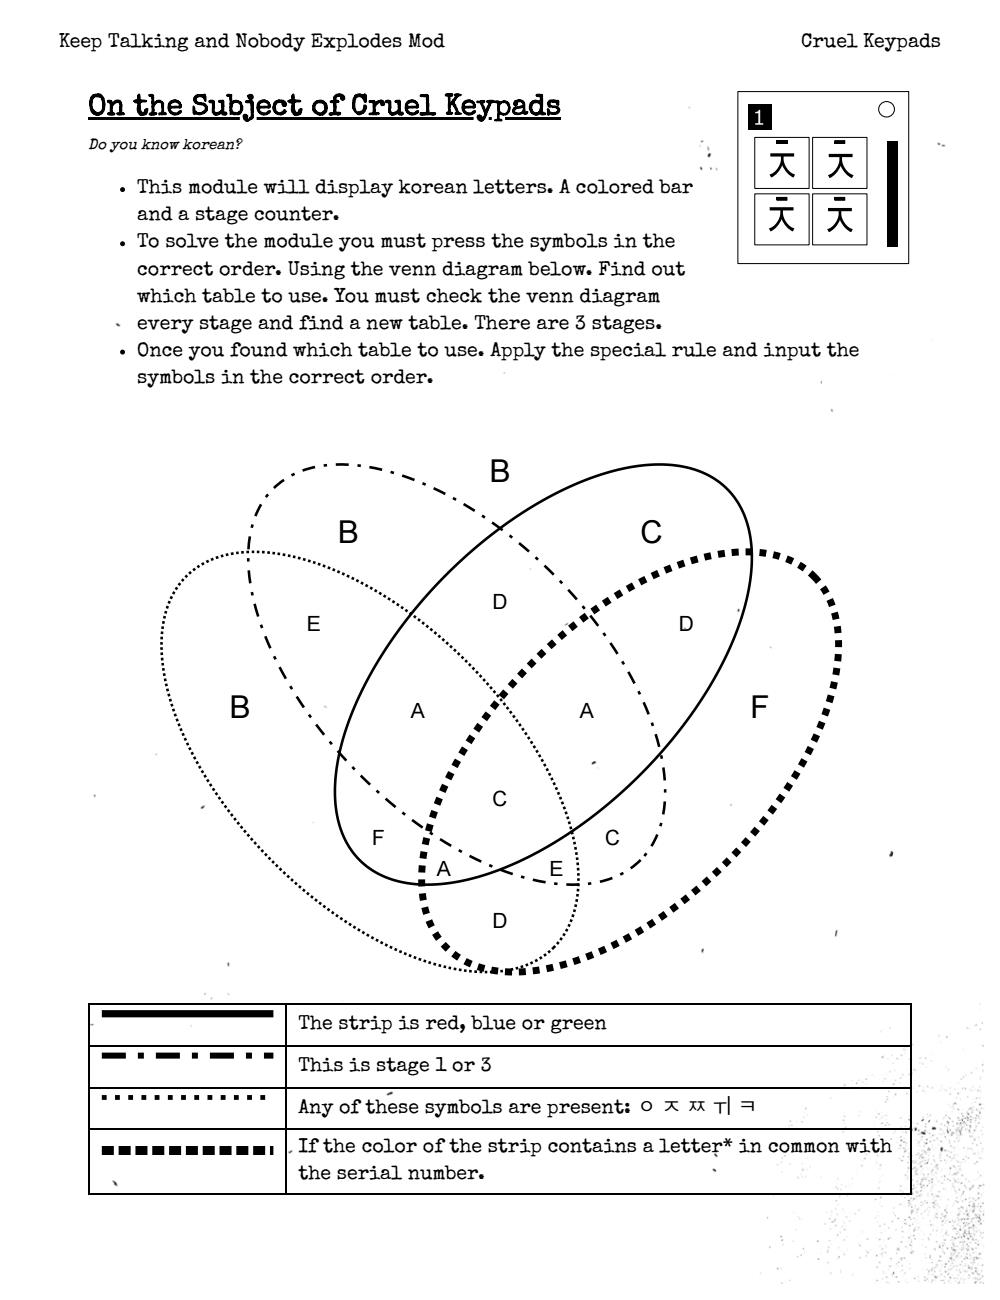 Keep Talking and Nobody Explodes Mod
Cruel Keypads
On the Subject of Cruel Keypads
Do you know korean?
1
ㅊ ㅊ
ㅊ ㅊ
• This module will display korean letters. A colored bar
and a stage counter.
• To solve the module you must press the symbols in the
correct order. Using the venn diagram below. Find out
which table to use. You must check the venn diagram
every stage and find a new table. There are 3 stages.
• Once you found which table to use. Apply the special rule and input the
symbols in the correct order.
B
B
C
D
E
D
B
A
A
F
C
F
C
A
E
D
The strip is red, blue or green
This is stage 1 or 3
Any of these symbols are present: ㅇ ㅈ ㅉ ㅟ ㅋ
If the color of the strip contains a letter* in common with
the serial number.